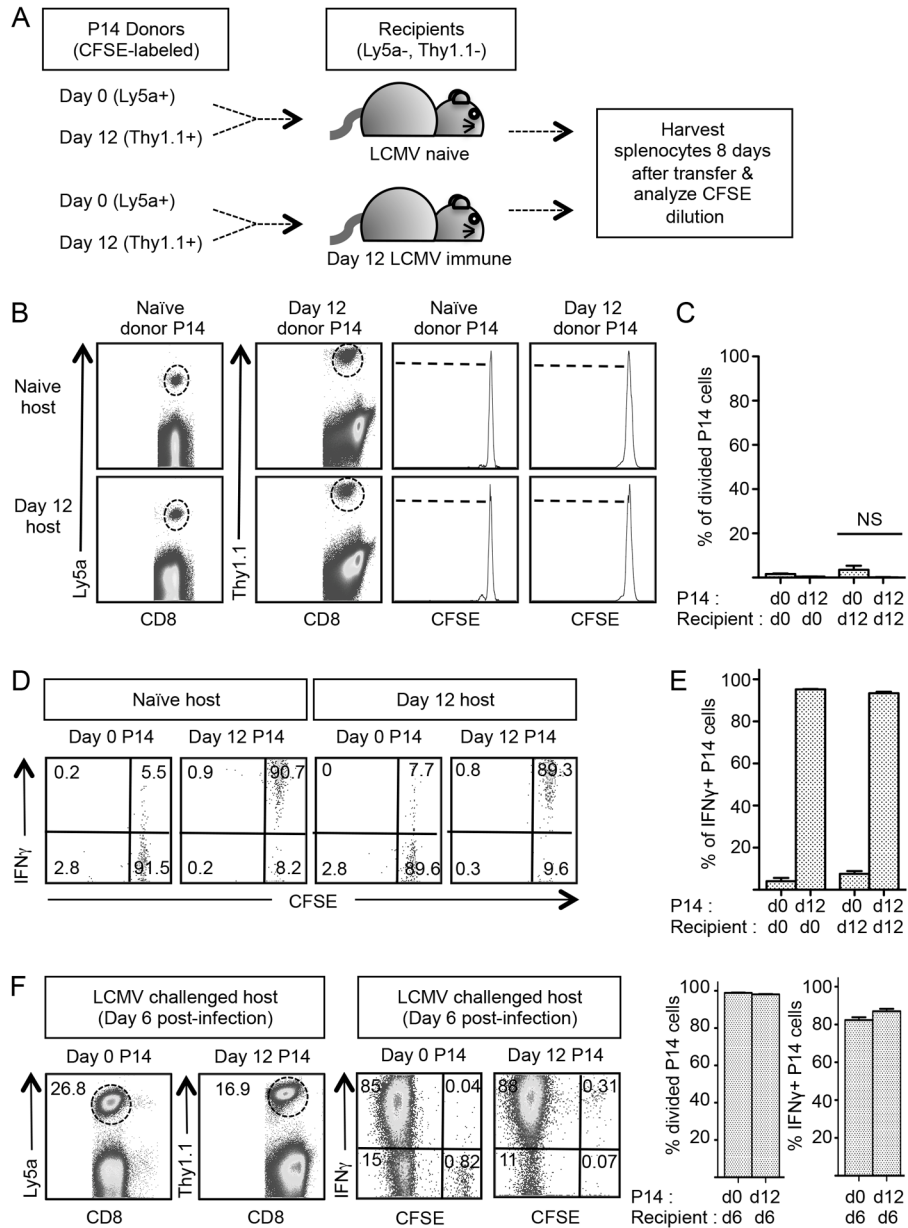 A
P14 Donors
(CFSE-labeled)
Recipients
(Ly5a-, Thy1.1-)
Day 0 (Ly5a+)
Day 12 (Thy1.1+)
LCMV naive
Day 0 (Ly5a+)
Day 12 (Thy1.1+)
Day 12 LCMV immune
Harvest
splenocytes 8 days
after transfer &
analyze CFSE
dilution
B
Naïve
donor P14
Day 12
donor P14
Naïve
donor P14
Day 12
donor P14
Naive
host
Day 12
host
Ly5a
Thy1.1
CD8
CD8
CFSE
CFSE
C
% of divided P14 cells
100
80
60
40
20
NS
P14 : d0 d12 d0 d12
Recipient : d0 d0 d12 d12
D
Naïve host
Day 12 host
Day 0 P14
Day 12 P14
Day 0 P14
Day 12 P14
0.2 5.5 0.9 90.7 0 7.7 0.8 89.3
2.8 91.5 0.2 8.2 2.8 89.6 0.3 9.6
IFNγ
CFSE
E
% of IFNγ+ P14 cells
100
80
60
40
20
P14 : d0 d12 d0 d12
Recipient : d0 d0 d12 d12
F
LCMV challenged host
(Day 6 post-infection)
LCMV challenged host
(Day 6 post-infection)
Day 0 P14
Day 12 P14
Day 0 P14
Day 12 P14
26.8
16.9
85 0.04 88 0.31
15 0.82 11 0.07
Ly5a
Thy1.1
IFNγ
CD8
CD8
CFSE
CFSE
% divided P14 cells
100
80
60
40
20
% IFNγ+ P14 cells
100
80
60
40
20
P14 : d0 d12 d0 d12
Recipient : d6 d6 d6 d6